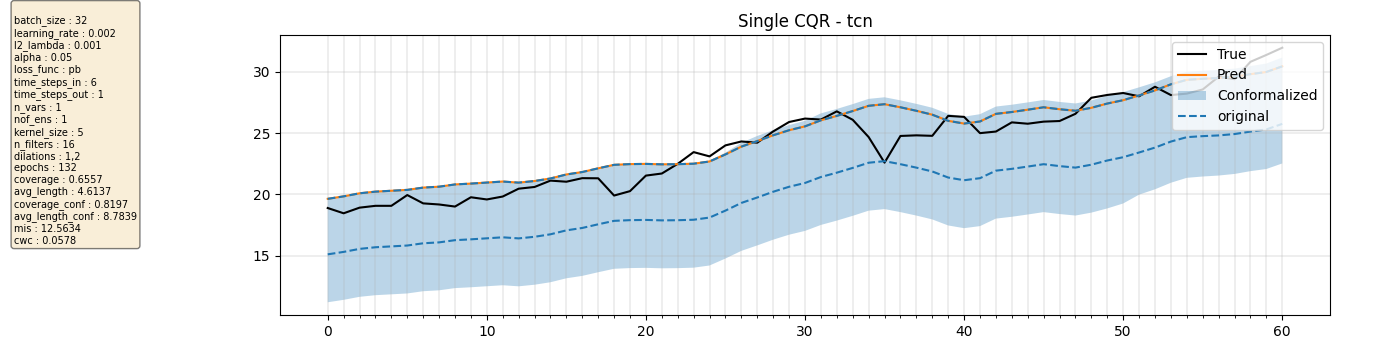 batch_size : 32
learning_rate : 0.002
l2_lambda : 0.001
alpha : 0.05
loss_func : pb
time_steps_in : 6
time_steps_out : 1
n_vars : 1
nof_ens : 1
kernel_size : 5
n_filters : 16
dilations : 1,2
epochs : 132
coverage : 0.6557
avg_length : 4.6137
coverage_conf : 0.8197
avg_length_conf : 8.7839
mis : 12.5634
cwc : 0.0578
Single CQR - tcn
True
Pred
Conformalized
original
30
25
20
15
0 10 20 30 40 50 60